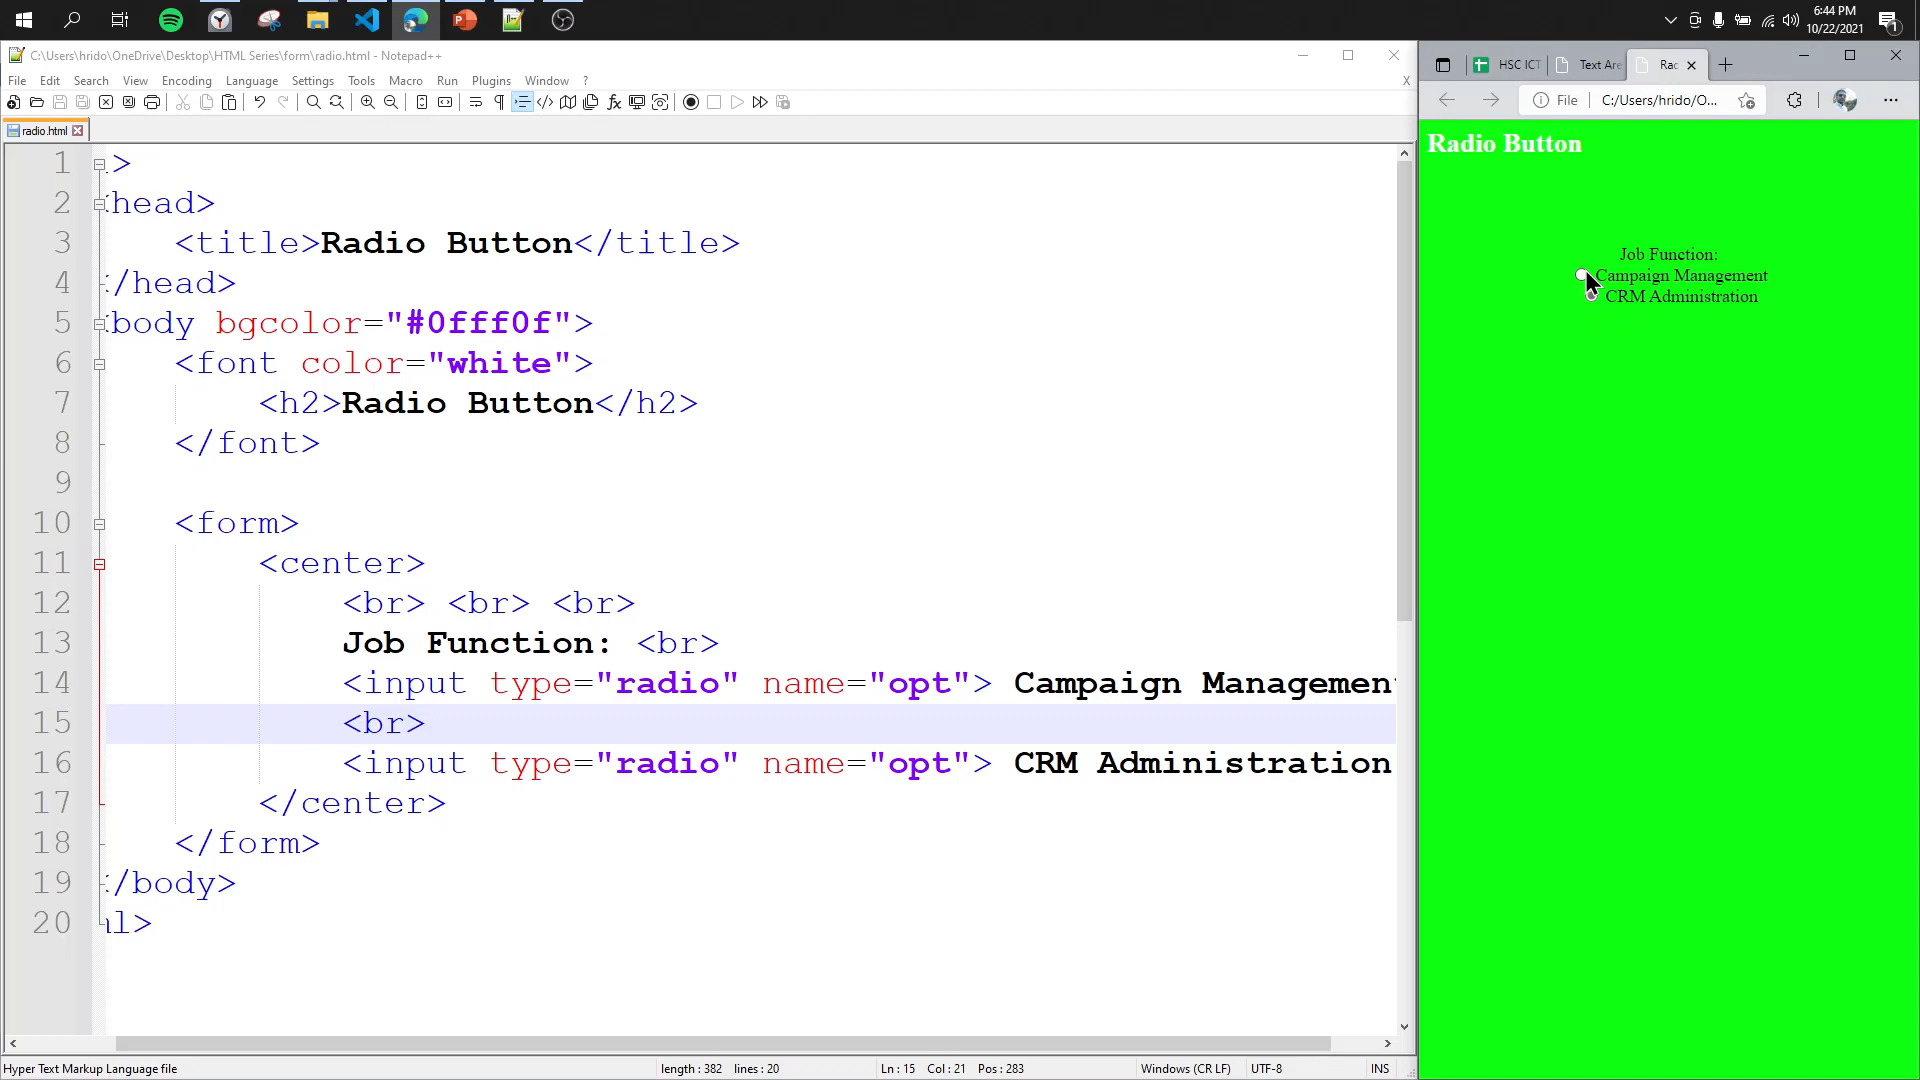 6:44 PM
10/22/2021
1
C:\Users\hrido\OneDrive\Desktop\HTML Series\form\radio.html - Notepad++
X
File Edit Search View Encoding Language Settings Tools Macro Run Plugins Window ?
X
radio.html
1 >
2 head>
3 <title>Radio Button</title>
4 /head>
5 body bgcolor="#0fff0f">
6 <font color="white">
7 <h2>Radio Button</h2>
8 </font>
9
10 <form>
11 <center>
12 <br> <br> <br>
13 Job Function: <br>
14 <input type="radio" name="opt"> Campaign Management
15 <br>
16 <input type="radio" name="opt"> CRM Administration
17 </center>
18 </form>
19 /body>
20 l>
Hyper Text Markup Language file length : 382 lines : 20 Ln : 15 Col : 21 Pos : 283 Windows (CR LF) UTF-8 INS
HSC ICT Text Are Rac
File C:/Users/hrido/O...
Radio Button
Job Function:
Campaign Management
CRM Administration